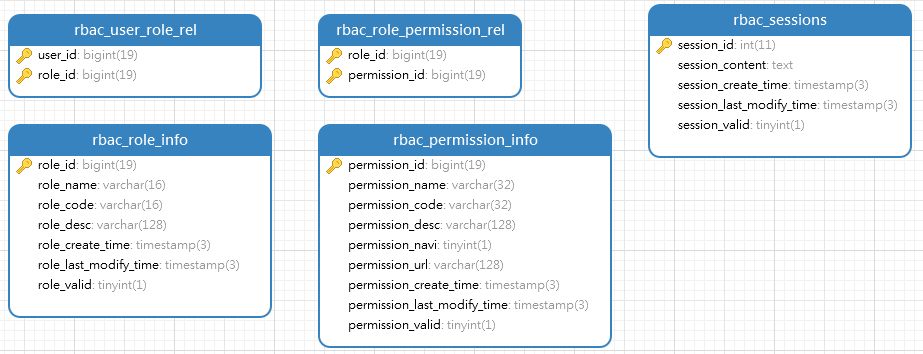 rbac_user_role_rel
user_id: bigint(19)
role_id: bigint(19)
rbac_role_permission_rel
role_id: bigint(19)
permission_id: bigint(19)
rbac_sessions
session_id: int(11)
session_content: text
session_create_time: timestamp(3)
session_last_modify_time: timestamp(3)
session_valid: tinyint(1)
rbac_role_info
role_id: bigint(19)
role_name: varchar(16)
role_code: varchar(16)
role_desc: varchar(128)
role_create_time: timestamp(3)
role_last_modify_time: timestamp(3)
role_valid: tinyint(1)
rbac_permission_info
permission_id: bigint(19)
permission_name: varchar(32)
permission_code: varchar(32)
permission_desc: varchar(128)
permission_navi: tinyint(1)
permission_url: varchar(128)
permission_create_time: timestamp(3)
permission_last_modify_time: timestamp(3)
permission_valid: tinyint(1)